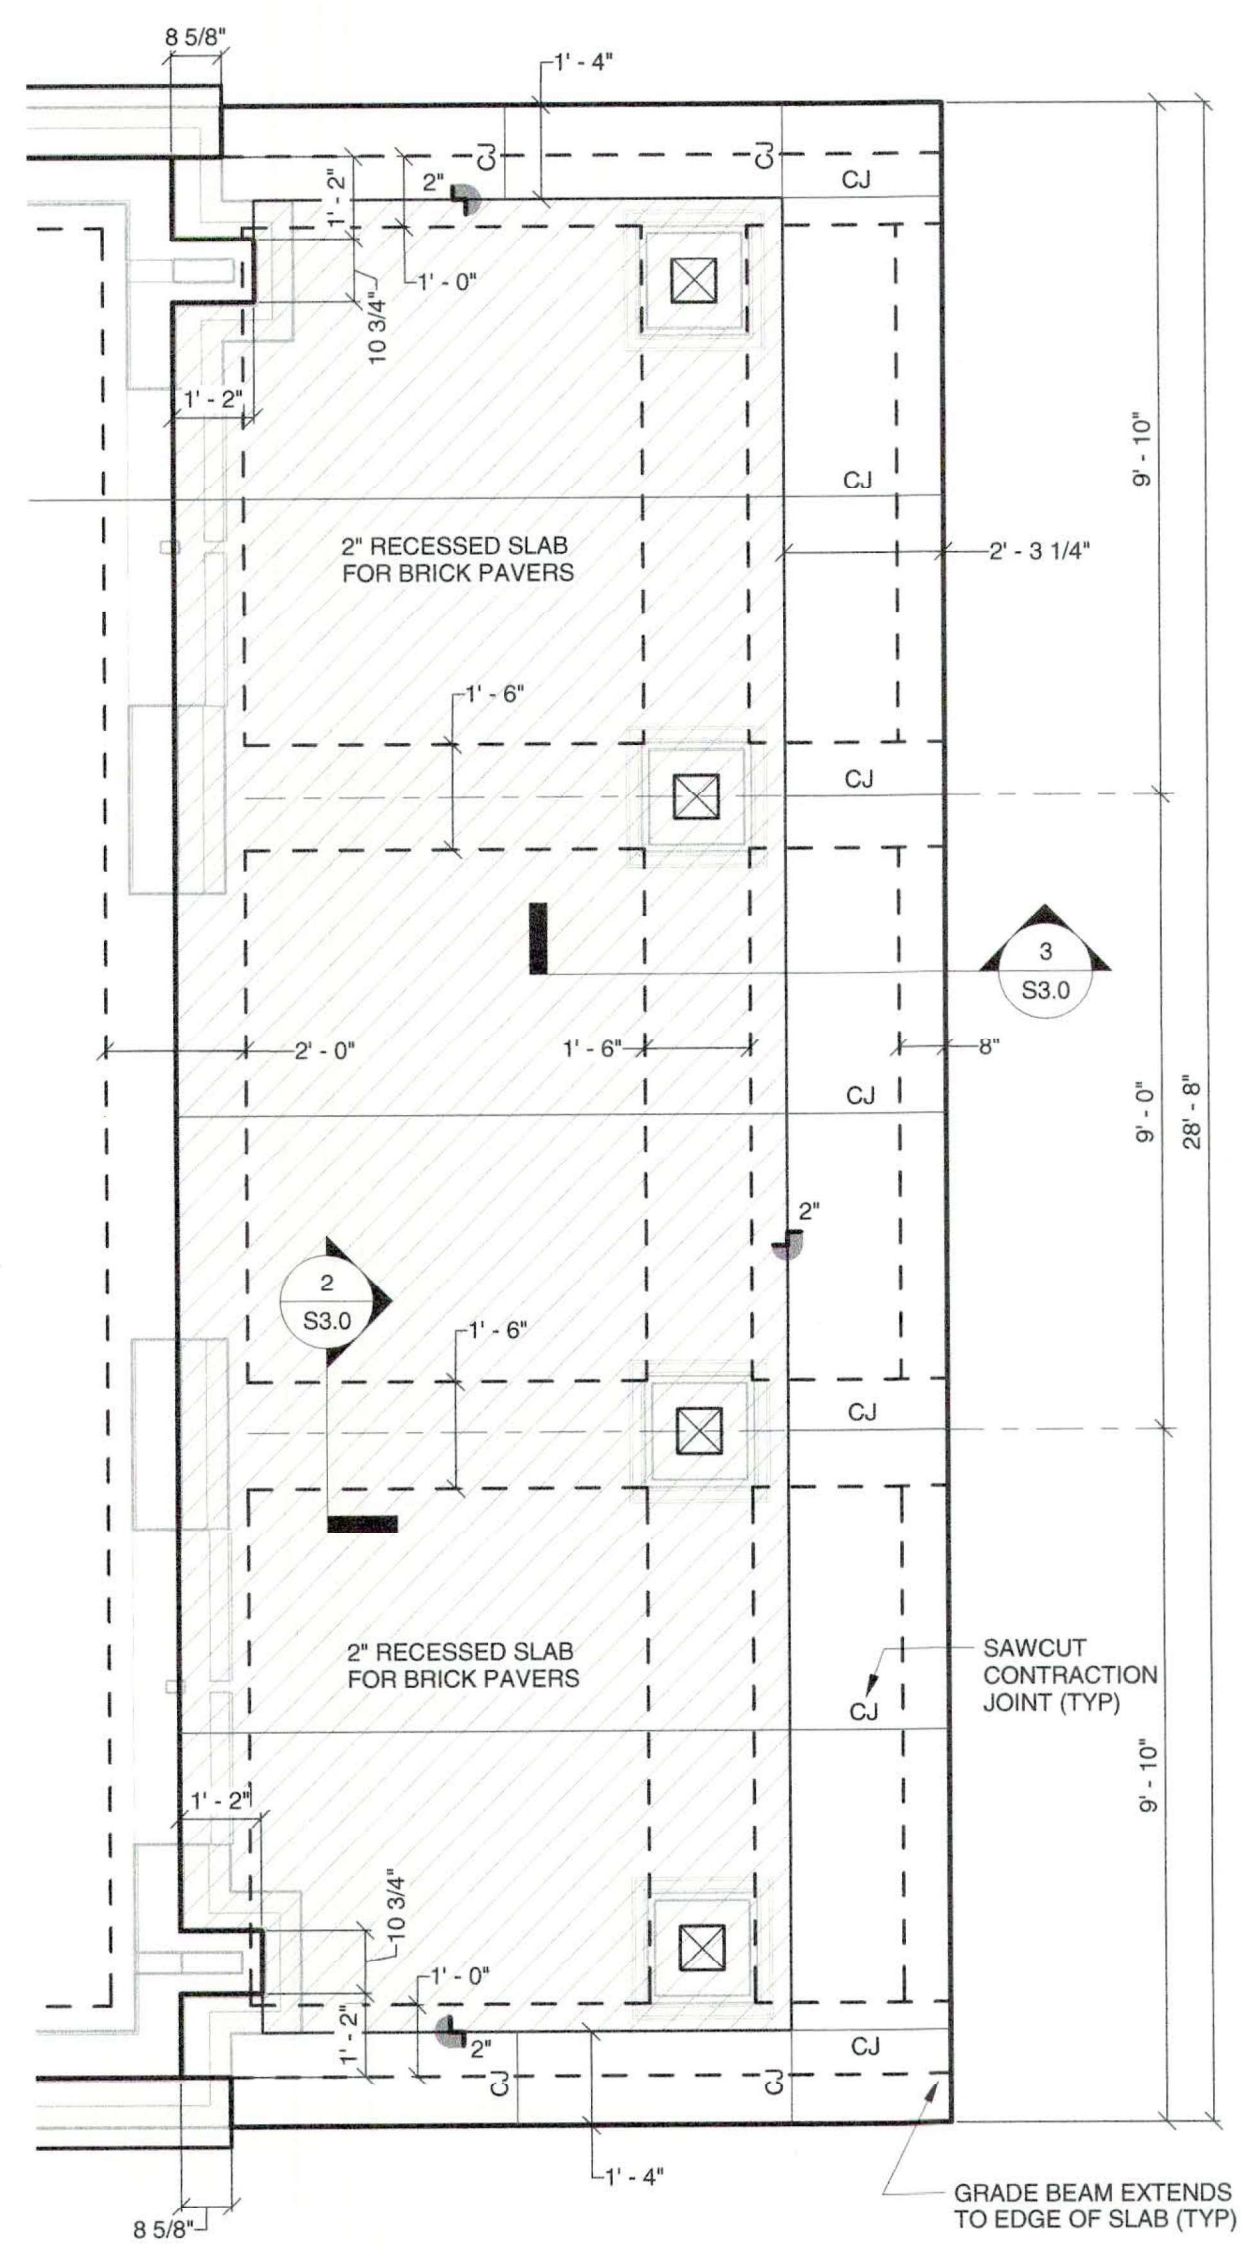 8 5/8"
1' - 4"
CJ
CJ
CJ
1' - 2"
2"
1' - 0"
10 3/4"
1' - 2"
9' - 10"
CJ
2" RECESSED SLAB
FOR BRICK PAVERS
2' - 3 1/4"
1' - 6"
CJ
3
S3.0
2' - 0"
1' - 6"
8"
CJ
9' - 0"
28' - 8"
2"
2
S3.0
1' - 6"
CJ
2" RECESSED SLAB
FOR BRICK PAVERS
SAWCUT
CONTRACTION
JOINT (TYP)
CJ
9' - 10"
1' - 2"
10 3/4"
1' - 0"
1' - 2"
2"
CJ
CJ
CJ
1' - 4"
GRADE BEAM EXTENDS
TO EDGE OF SLAB (TYP)
8 5/8"